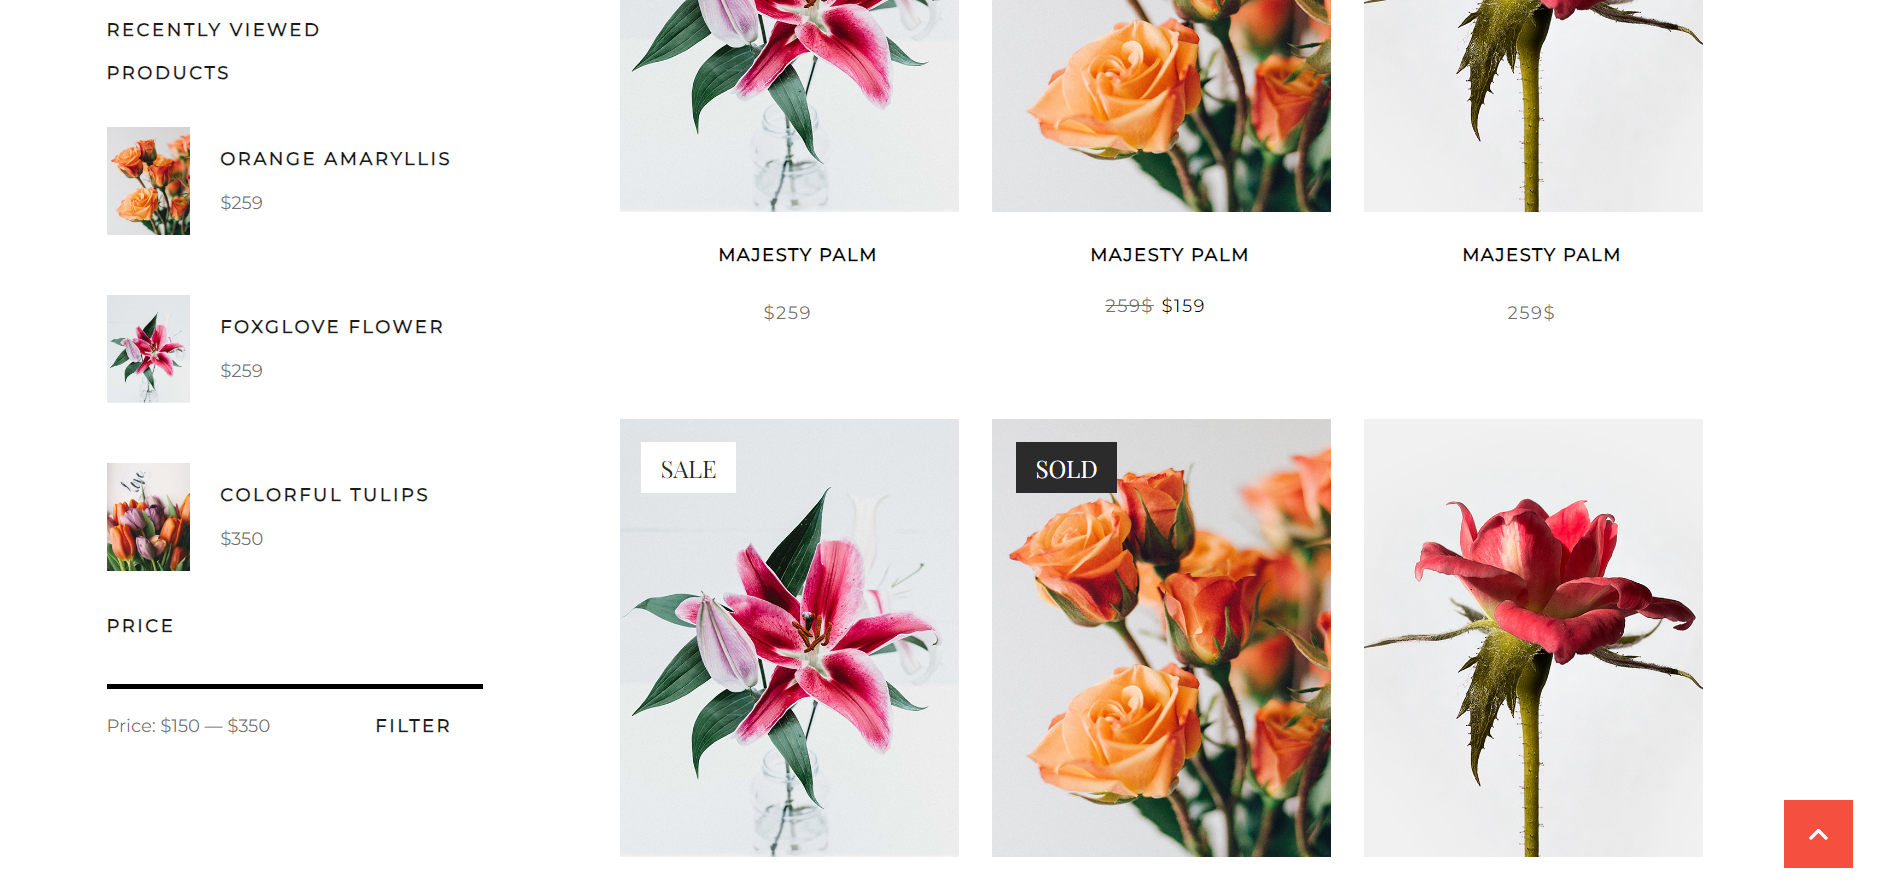 RECENTLY VIEWED
PRODUCTS
ORANGE AMARYLLIS
$259
FOXGLOVE FLOWER
$259
COLORFUL TULIPS
$350
PRICE
Price: $150 — $350
FILTER
MAJESTY PALM
$259
MAJESTY PALM
259$ $159
MAJESTY PALM
259$
SALE
SOLD